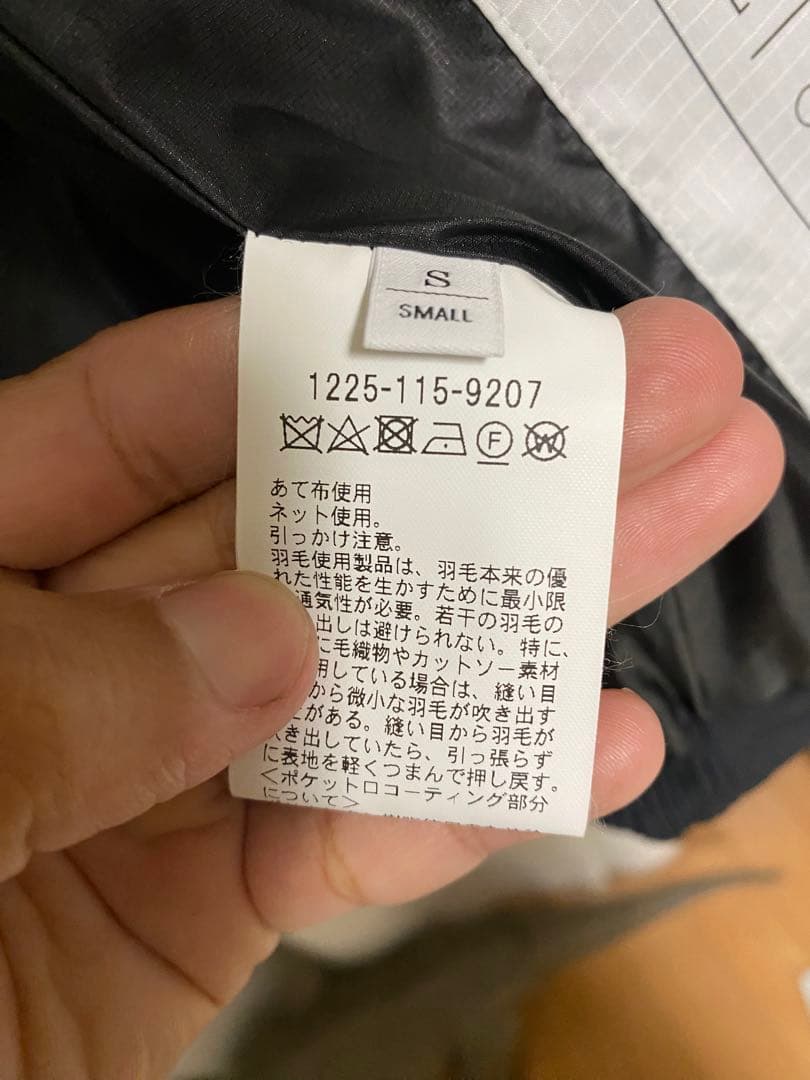 S
SMALL
1225-115-9207
F
W
あて布使用
ネット使用。
引っかけ注意。
羽毛使用製品は、羽毛本来の優
れた性能を生かすために最小限
通気性が必要。若干の羽毛の
出しは避けられない。特に、
に毛織物やカットソー素材
用している場合は、縫い目
から微小な羽毛が吹き出す
とがある。縫い目から羽毛が
吹き出していたら、引っ張らず
に表地を軽くつまんで押し戻す。
＜ポケット口コーティング部分
について＞